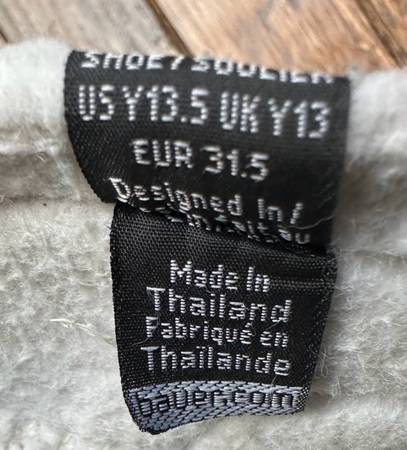 SHOE / SOULIER
US Y13.5 UK Y13
EUR 31.5
Designed In /
Made In
Thailand
Fabriqué en
Thaïlande
bauer.com